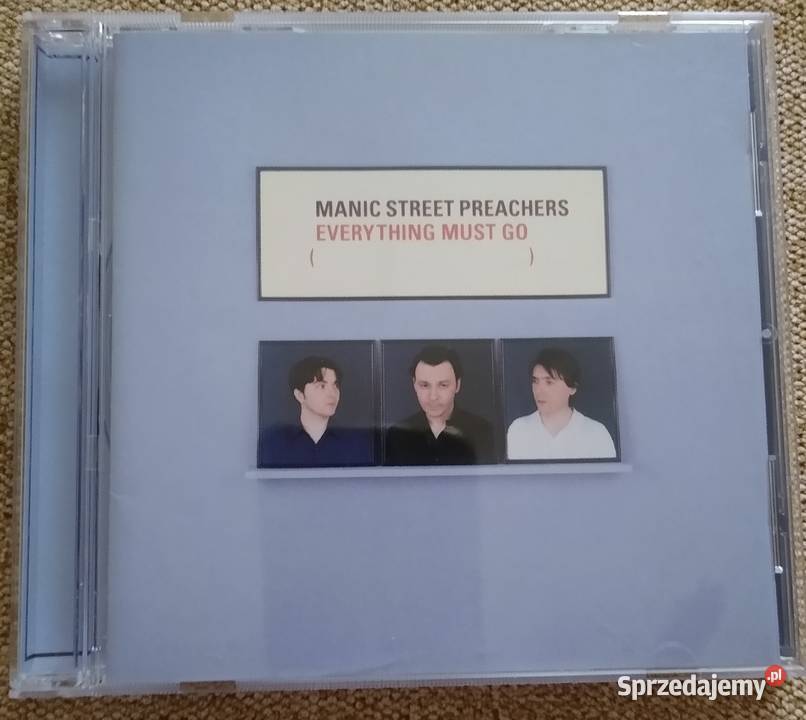 MANIC STREET PREACHERS
EVERYTHING MUST GO
( )
Sprzedajemy.pl